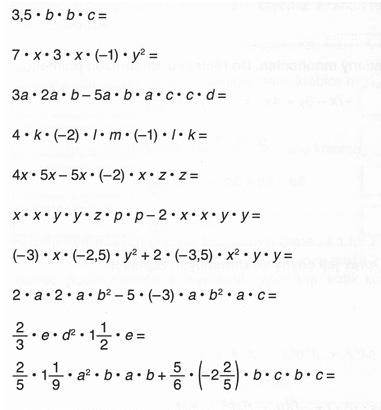 3,5 • b • b • c =
7 • x • 3 • x • (–1) • y² =
3a • 2a • b – 5a • b • a • c • c • d =
4 • k • (–2) • l • m • (–1) • l • k =
4x • 5x – 5x • (–2) • x • z • z =
x • x • y • y • z • p • p – 2 • x • x • y • y =
(–3) • x • (–2,5) • y² + 2 • (–3,5) • x² • y • y =
2 • a • 2 • a • b² – 5 • (–3) • a • b² • a • c =
2/3 • e • d² • 1 1/2 • e =
2/5 • 1 1/9 • a² • b • a • b + 5/6 • (–2 2/5) • b • c • b • c =